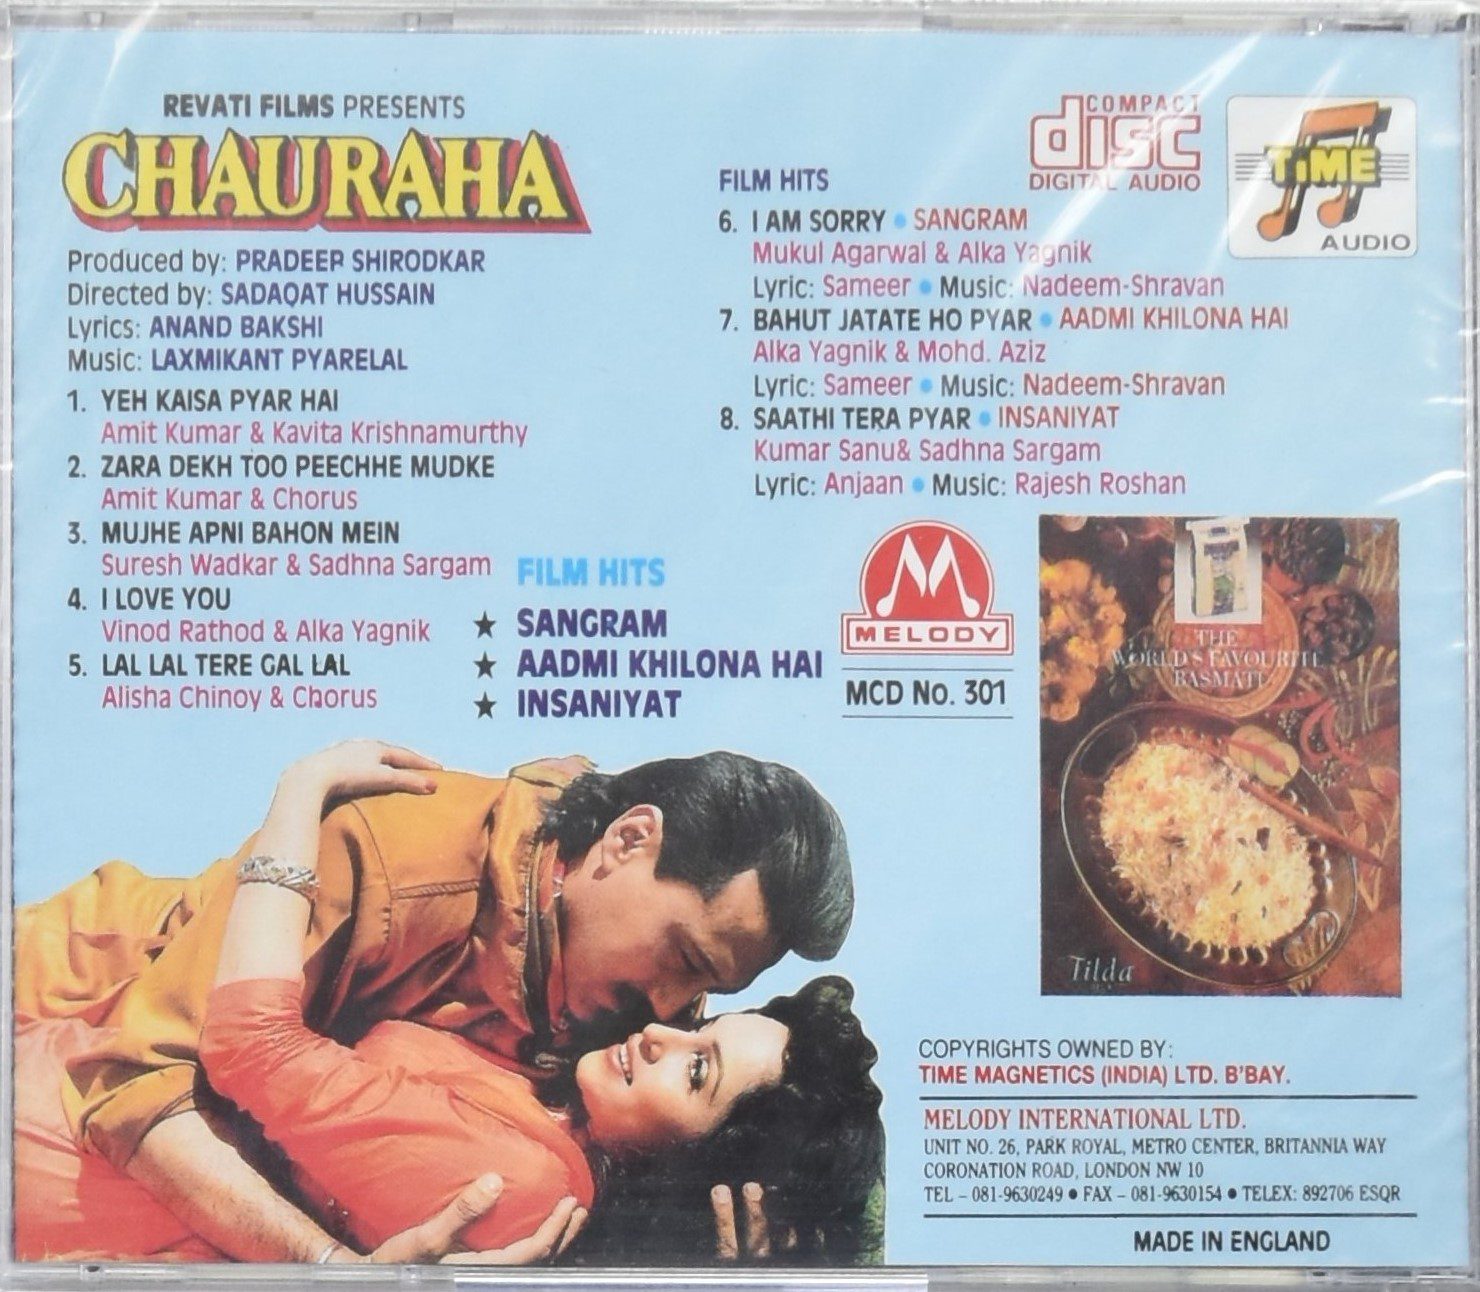 REVATI FILMS PRESENTS
CHAURAHA
Produced by: PRADEEP SHIRODKAR
Directed by: SADAQAT HUSSAIN
Lyrics: ANAND BAKSHI
Music: LAXMIKANT PYARELAL
1. YEH KAISA PYAR HAI
Amit Kumar & Kavita Krishnamurthy
2. ZARA DEKH TOO PEECHHE MUDKE
Amit Kumar & Chorus
3. MUJHE APNI BAHON MEIN
Suresh Wadkar & Sadhna Sargam
4. I LOVE YOU
Vinod Rathod & Alka Yagnik
5. LAL LAL TERE GAL LAL
Alisha Chinoy & Chorus
FILM HITS
★ SANGRAM
★ AADMI KHILONA HAI
★ INSANIYAT
COMPACT
disc
DIGITAL AUDIO
TIME
AUDIO
FILM HITS
6. I AM SORRY • SANGRAM
Mukul Agarwal & Alka Yagnik
Lyric: Sameer • Music: Nadeem-Shravan
7. BAHUT JATATE HO PYAR • AADMI KHILONA HAI
Alka Yagnik & Mohd. Aziz
Lyric: Sameer • Music: Nadeem-Shravan
8. SAATHI TERA PYAR • INSANIYAT
Kumar Sanu& Sadhna Sargam
Lyric: Anjaan • Music: Rajesh Roshan
M
MELODY
MCD No. 301
THE
WORLD'S FAVOURITE
BASMATI
Tilda
COPYRIGHTS OWNED BY:
TIME MAGNETICS (INDIA) LTD. B'BAY.
MELODY INTERNATIONAL LTD.
UNIT NO. 26, PARK ROYAL, METRO CENTER, BRITANNIA WAY
CORONATION ROAD, LONDON NW 10
TEL – 081-9630249 • FAX – 081-9630154 • TELEX: 892706 ESQR
MADE IN ENGLAND